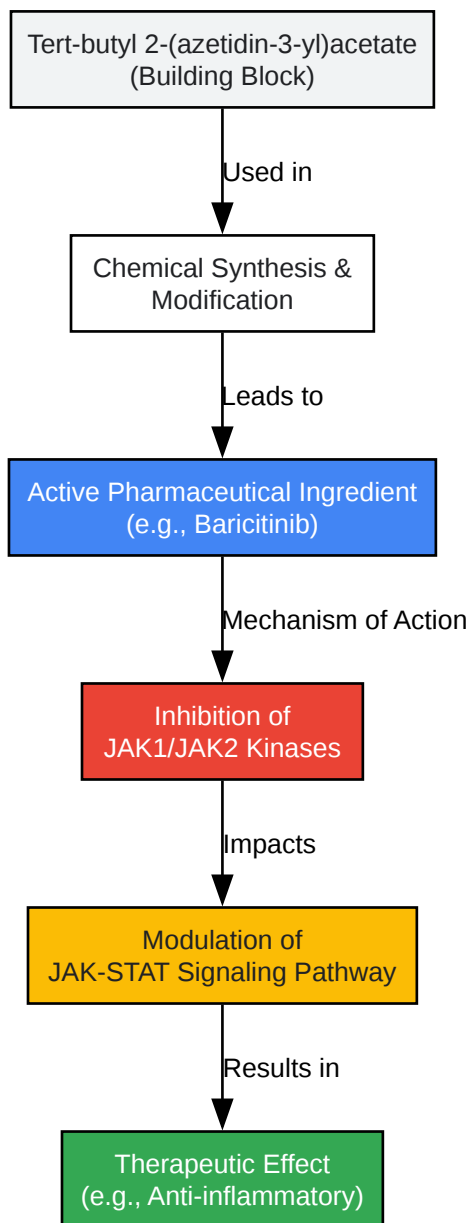 Tert-butyl 2-(azetidin-3-yl)acetate
(Building Block)
Used in
Chemical Synthesis &
Modification
Leads to
Active Pharmaceutical Ingredient
(e.g., Baricitinib)
Mechanism of Action
Inhibition of
JAK1/JAK2 Kinases
Impacts
Modulation of
JAK-STAT Signaling Pathway
Results in
Therapeutic Effect
(e.g., Anti-inflammatory)